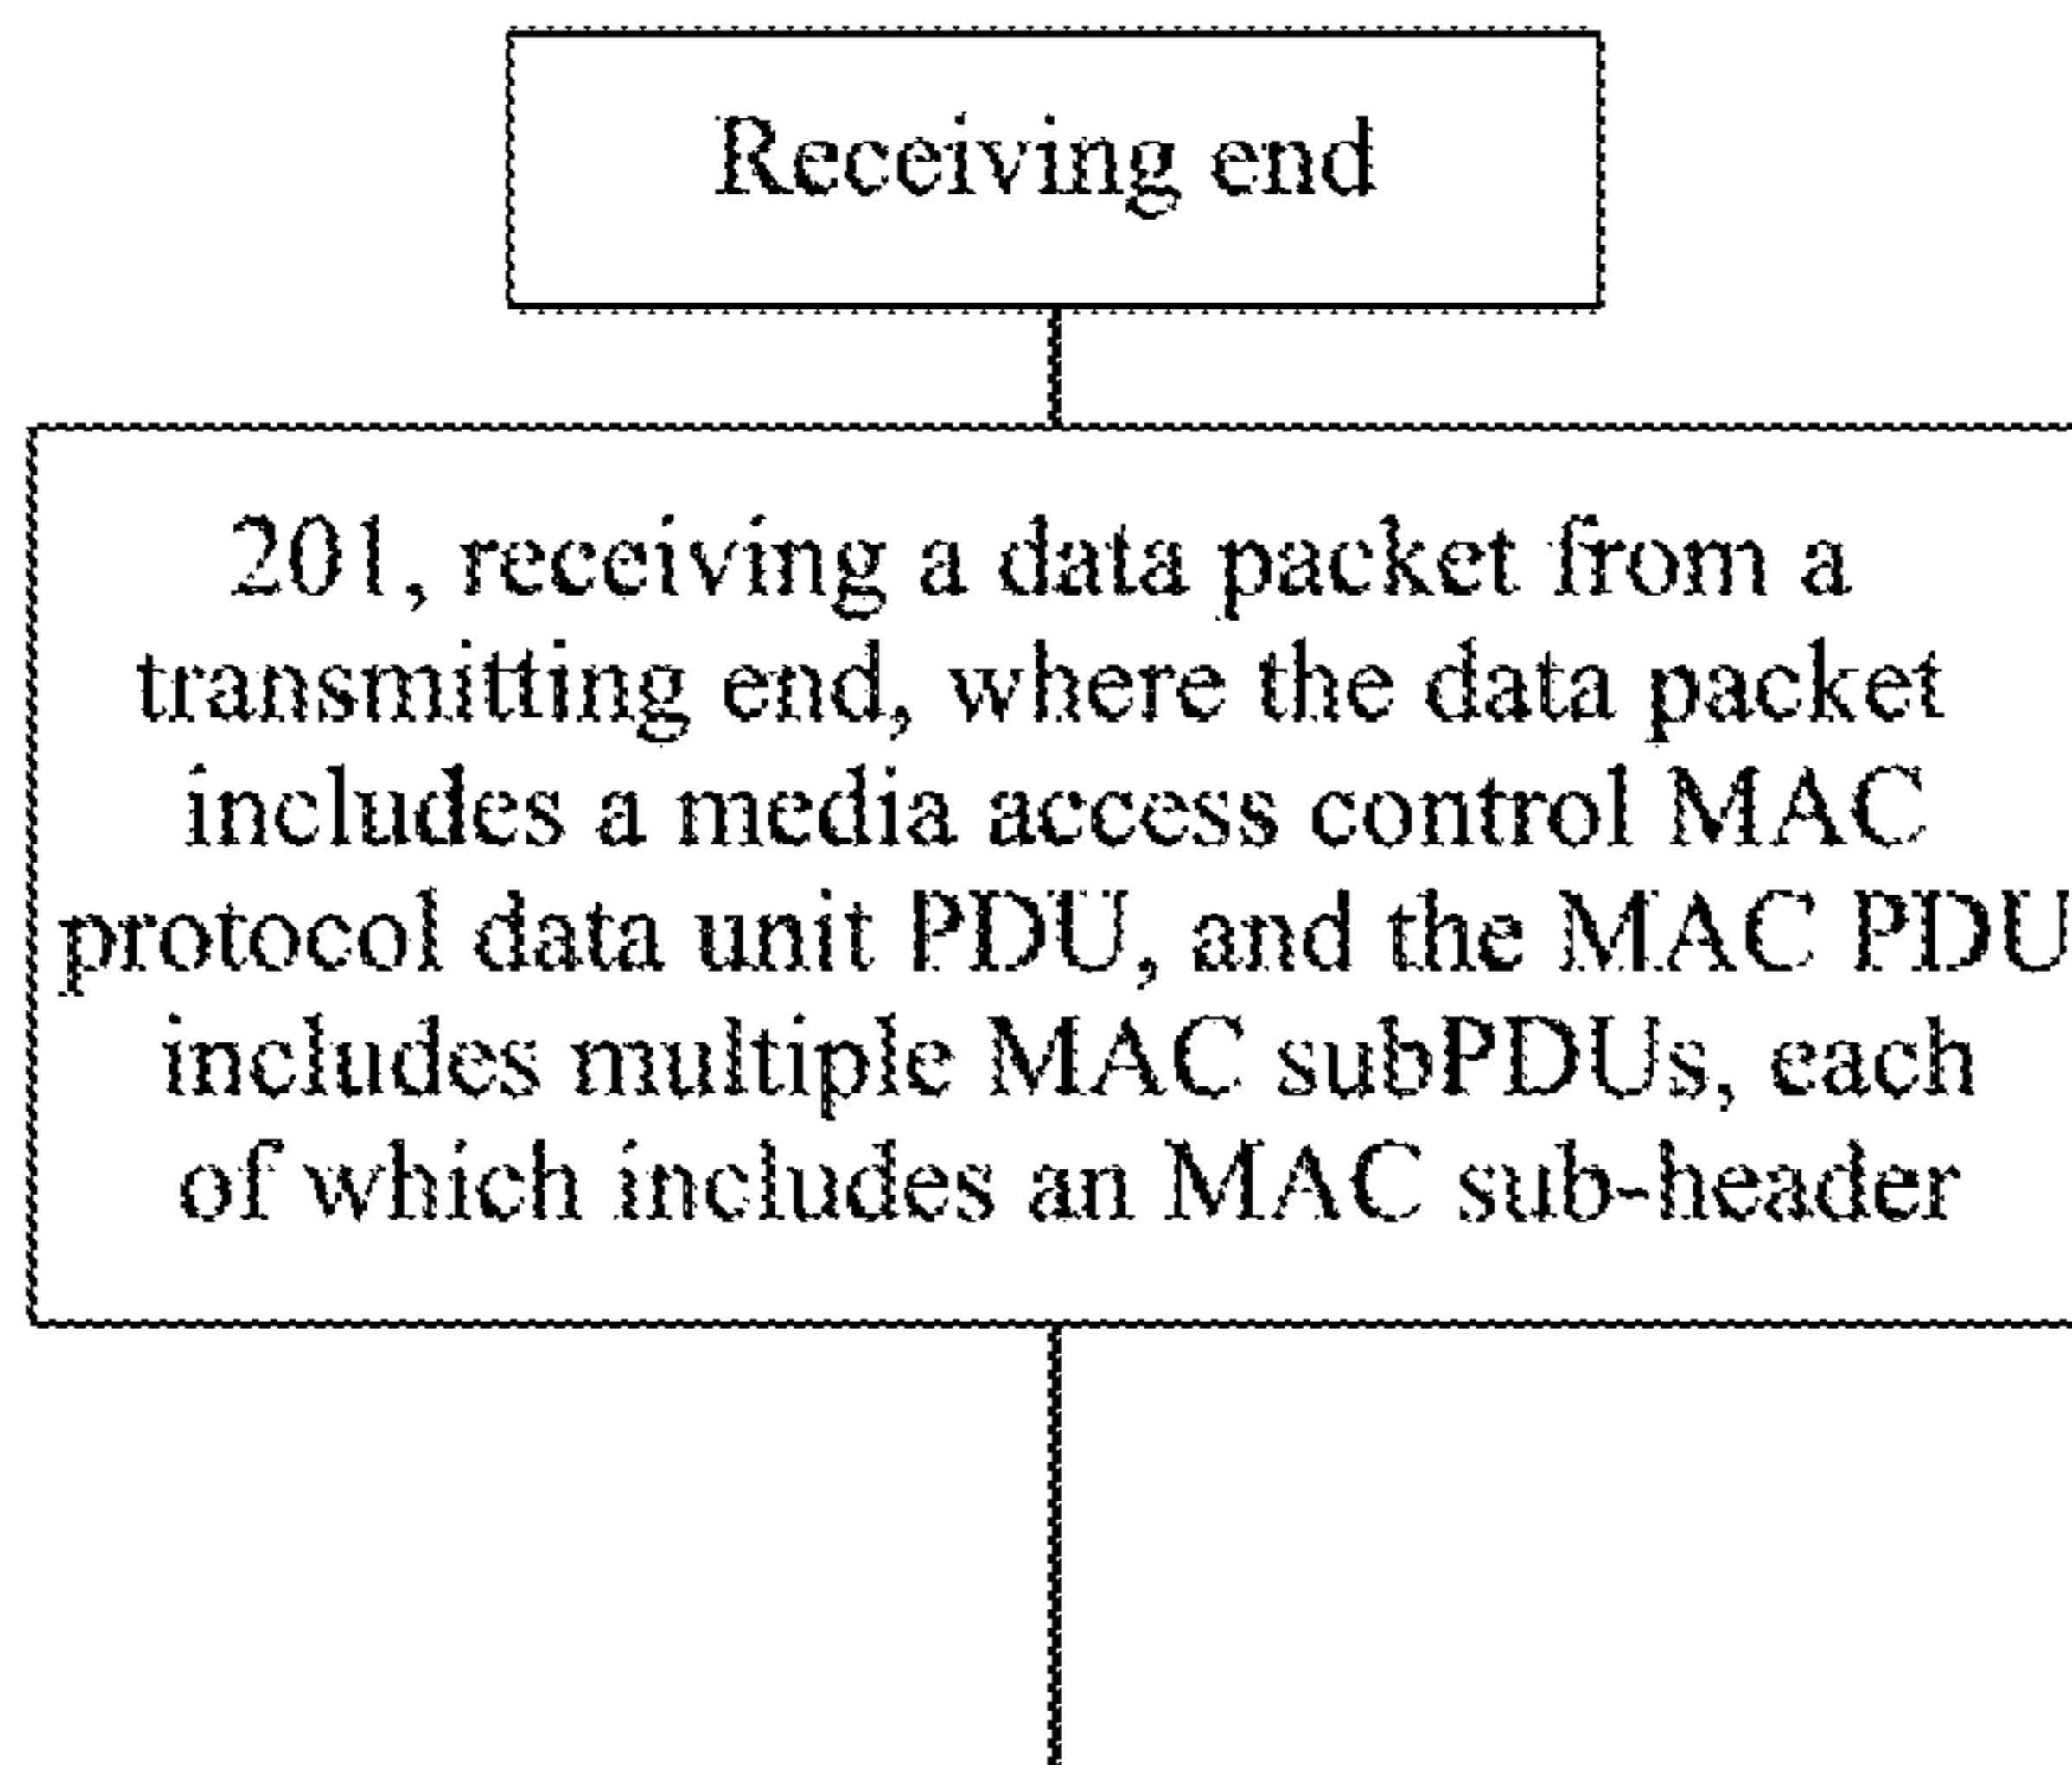 Receiving end
201, receiving a data packet from a
transmitting end, where the data packet
includes a media access control MAC
protocol data unit PDU, and the MAC PDU
includes multiple MAC subPDUs, each
of which includes an MAC sub-header